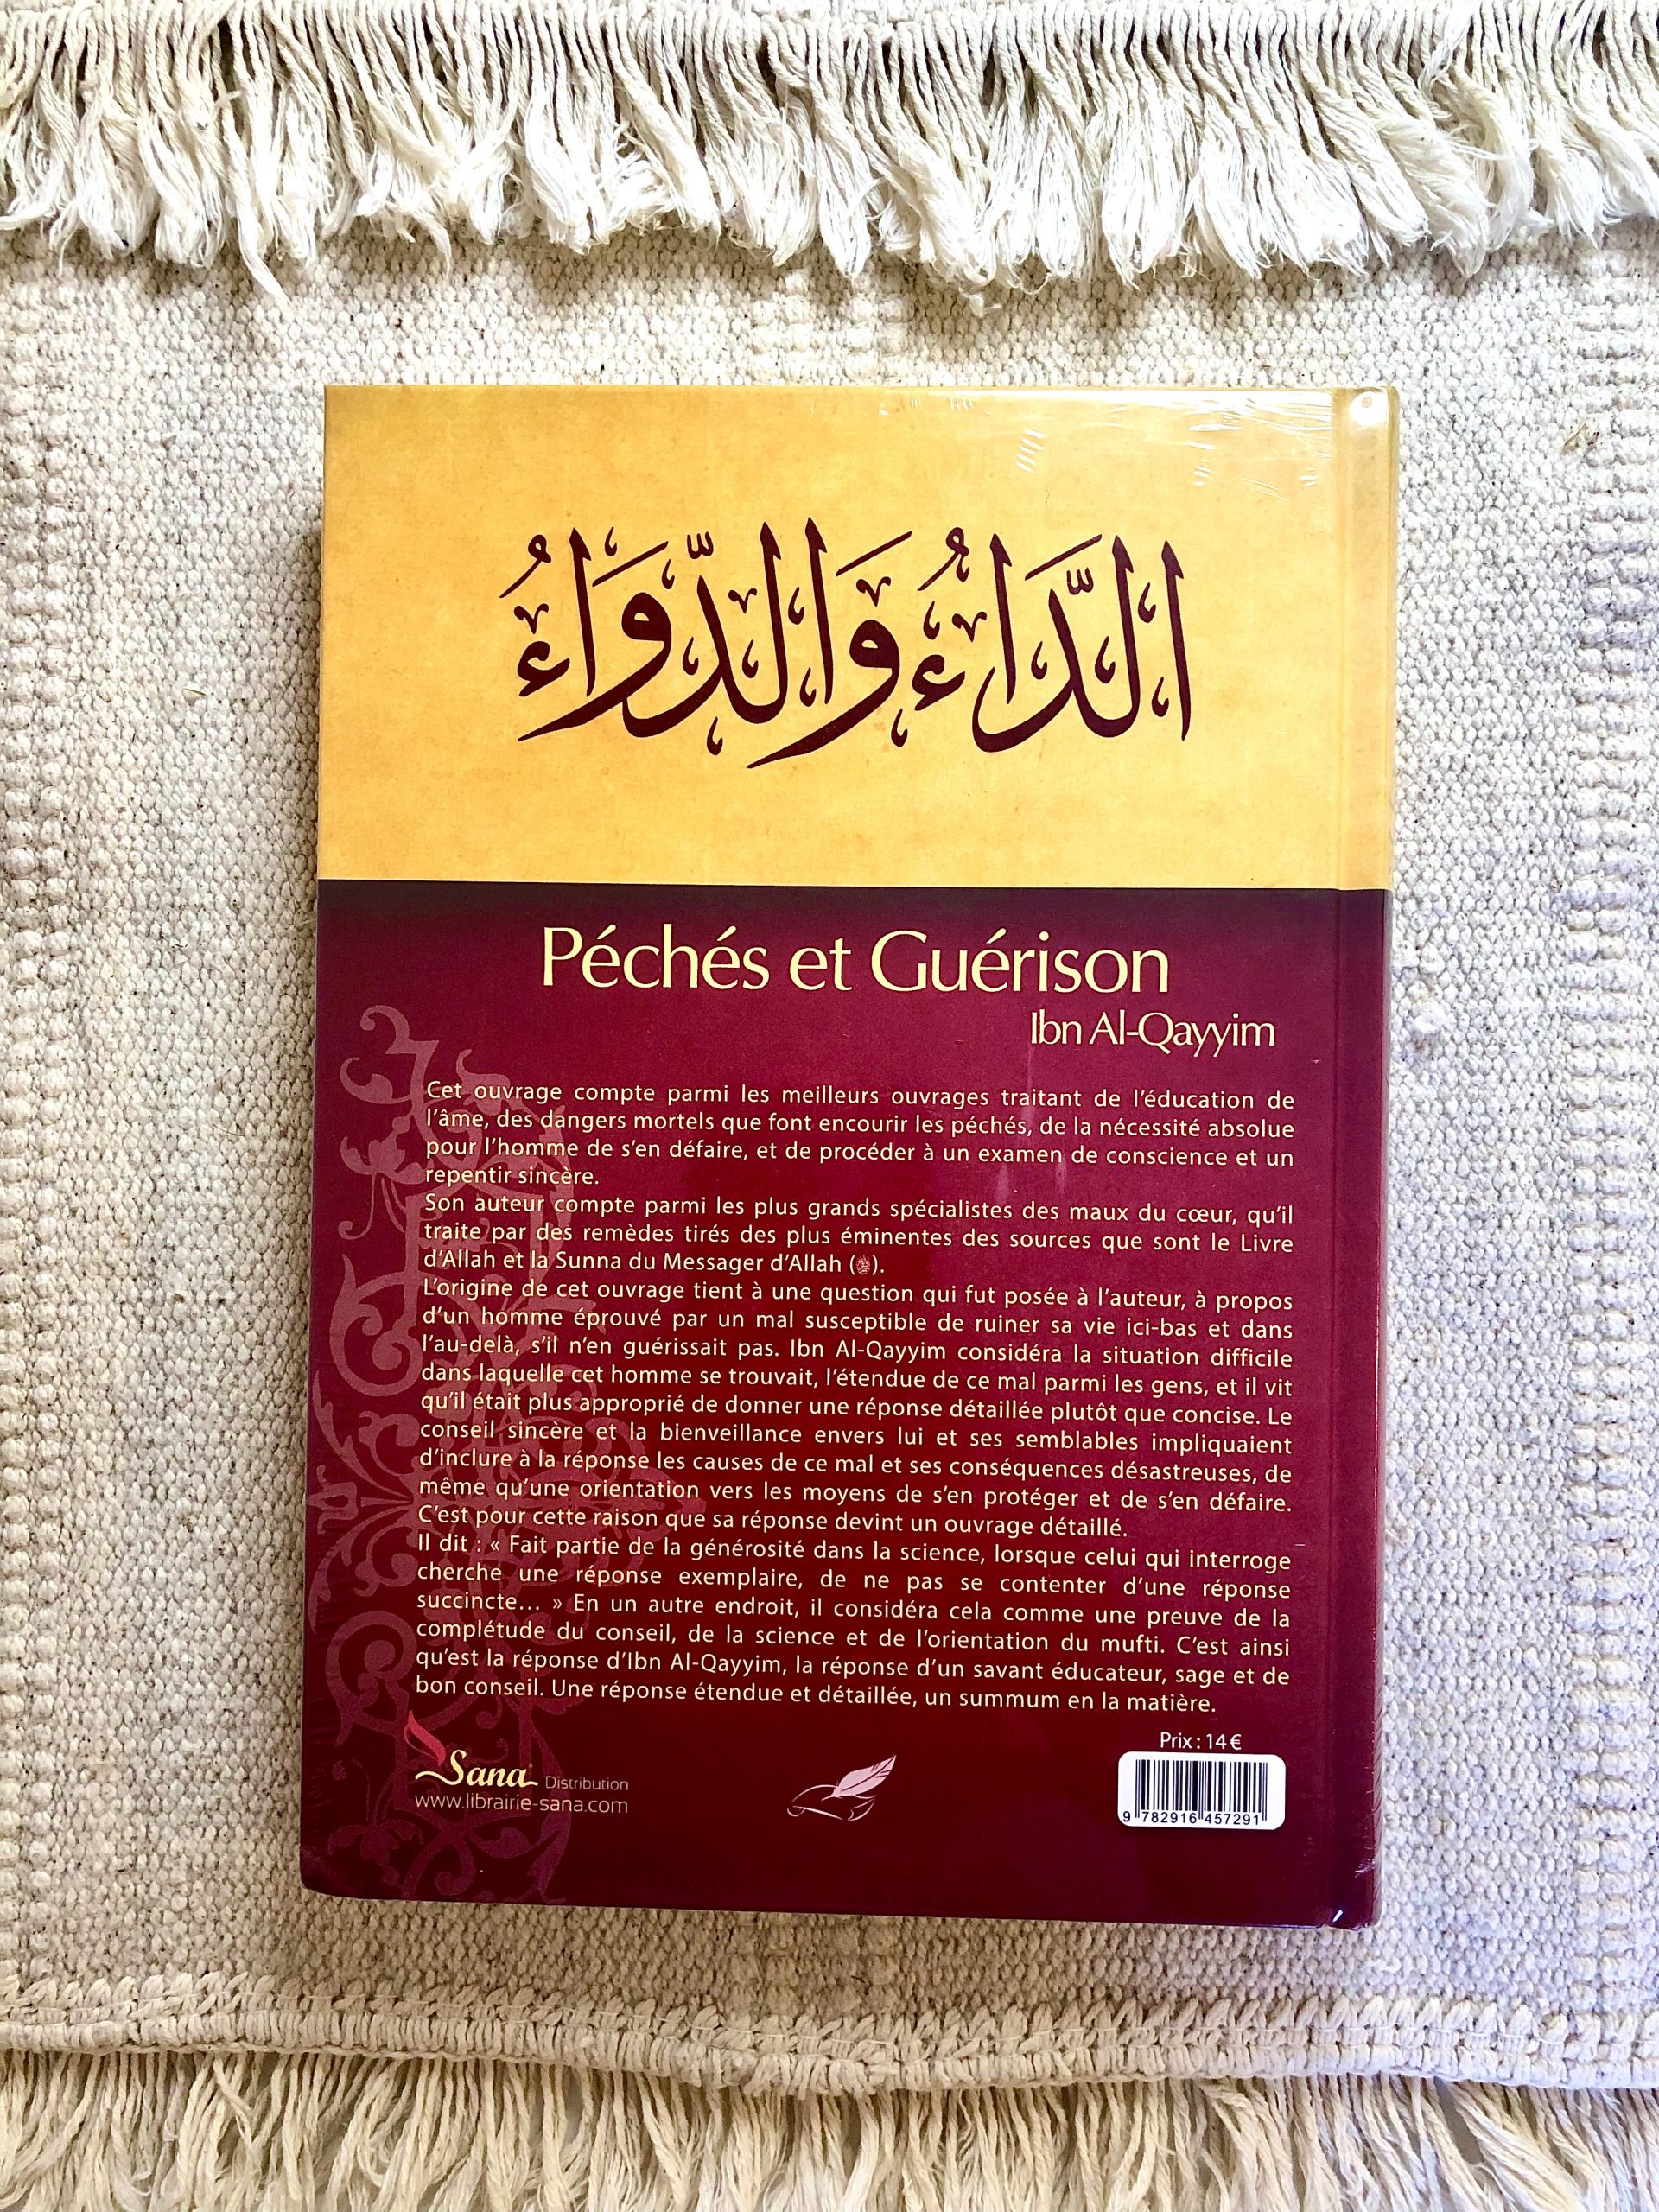 الدَّاءُ وَالدَّوَاءُ
Péchés et Guérison
Ibn Al-Qayyim
Cet ouvrage compte parmi les meilleurs ouvrages traitant de l'éducation de
l'âme, des dangers mortels que font encourir les péchés, de la nécessité absolue
pour l'homme de s'en défaire, et de procéder à un examen de conscience et un
repentir sincère.
Son auteur compte parmi les plus grands spécialistes des maux du cœur, qu'il
traite par des remèdes tirés des plus éminentes des sources que sont le Livre
d'Allah et la Sunna du Messager d'Allah (ﷺ).
L'origine de cet ouvrage tient à une question qui fut posée à l'auteur, à propos
d'un homme éprouvé par un mal susceptible de ruiner sa vie ici-bas et dans
l'au-delà, s'il n'en guérissait pas. Ibn Al-Qayyim considéra la situation difficile
dans laquelle cet homme se trouvait, l'étendue de ce mal parmi les gens, et il vit
qu'il était plus approprié de donner une réponse détaillée plutôt que concise. Le
conseil sincère et la bienveillance envers lui et ses semblables impliquaient
d'inclure à la réponse les causes de ce mal et ses conséquences désastreuses, de
même qu'une orientation vers les moyens de s'en protéger et de s'en défaire.
C'est pour cette raison que sa réponse devint un ouvrage détaillé.
Il dit : « Fait partie de la générosité dans la science, lorsque celui qui interroge
cherche une réponse exemplaire, de ne pas se contenter d'une réponse
succincte... » En un autre endroit, il considéra cela comme une preuve de la
complétude du conseil, de la science et de l'orientation du mufti. C'est ainsi
qu'est la réponse d'Ibn Al-Qayyim, la réponse d'un savant éducateur, sage et de
bon conseil. Une réponse étendue et détaillée, un summum en la matière.
Prix : 14 €
Sana Distribution
www.librairie-sana.com
9 782916 457291